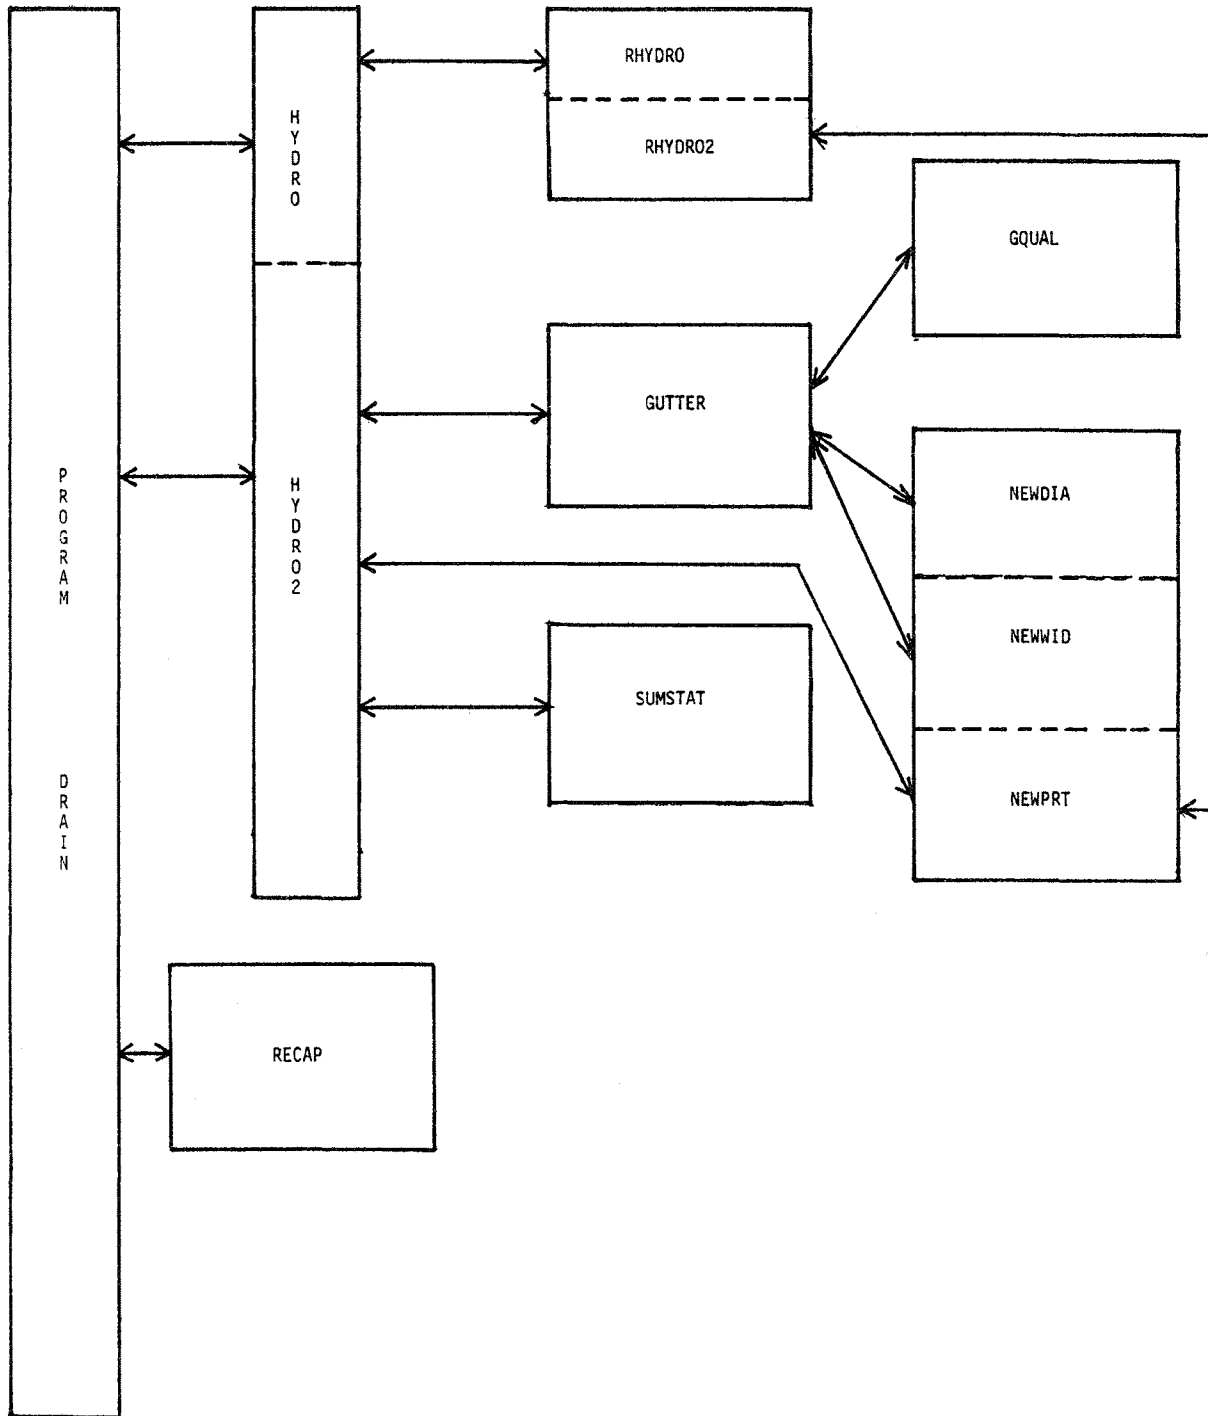 PROGRAM DRAIN
HYDRO
HYDRO2
RHYDRO
RHYDRO2
GQUAL
GUTTER
NEWDIA
NEWWID
SUMSTAT
NEWPRT
RECAP